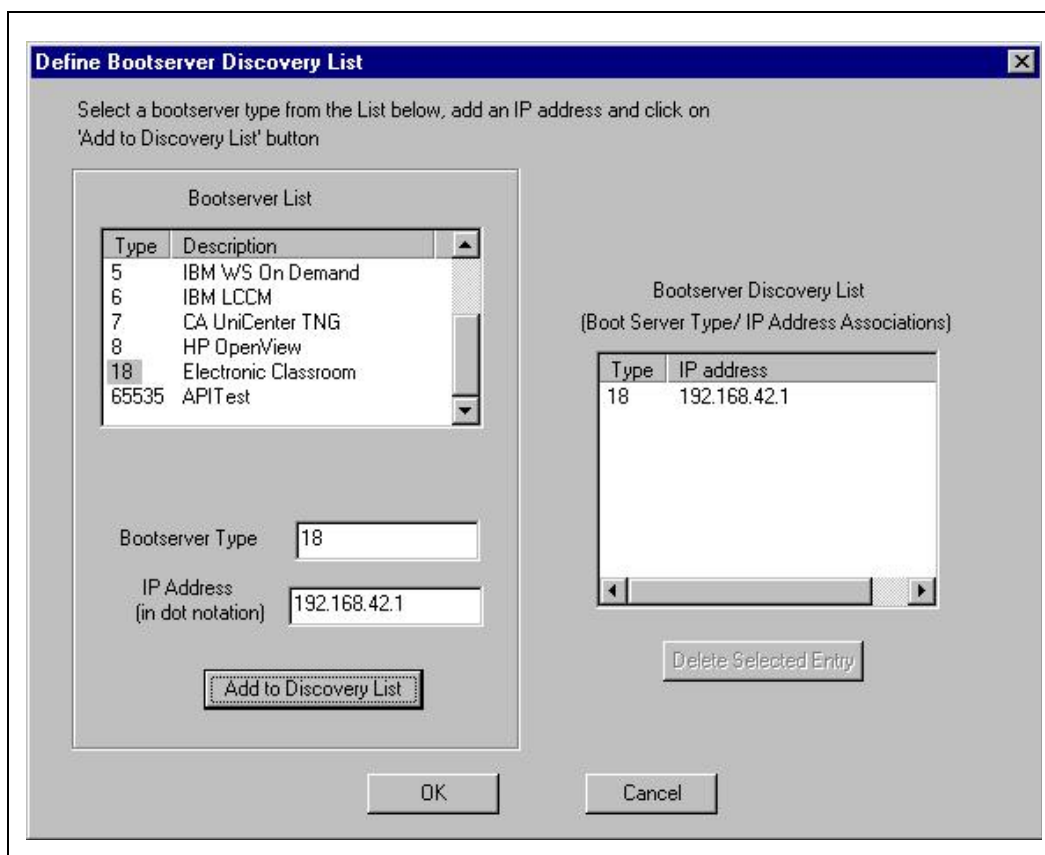 Define Bootserver Discovery List
Select a bootserver type from the List below, add an IP address and click on
'Add to Discovery List' button
Bootserver List
Type Description
5 IBM WS On Demand
6 IBM LCCM
7 CA UniCenter TNG
8 HP OpenView
18 Electronic Classroom
65535 APITest
Bootserver Type 18
IP Address
(in dot notation) 192.168.42.1
Add to Discovery List
Bootserver Discovery List
(Boot Server Type/ IP Address Associations)
Type IP address
18 192.168.42.1
Delete Selected Entry
OK Cancel